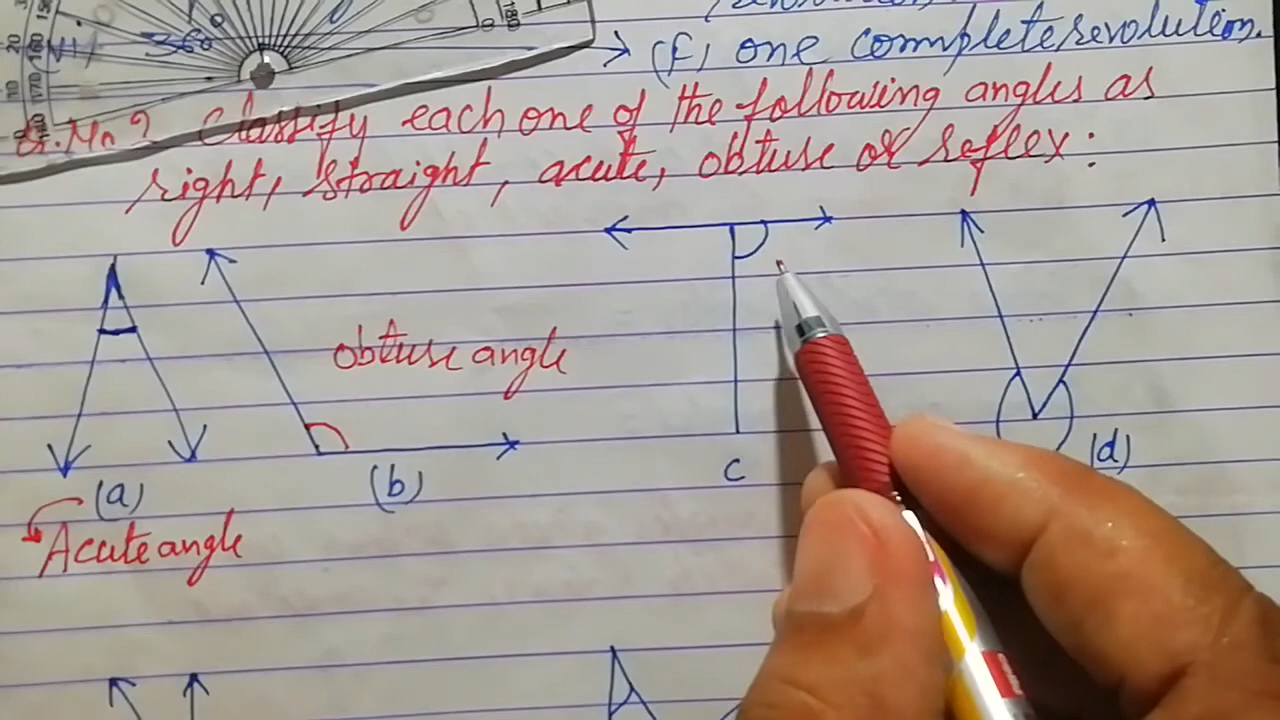 → (F) one complete revolution.
360°
Q.No 2 Classify each one of the following angles as
right, straight, acute, obtuse or reflex:
obtuse angle
(a) (b) c (d)
Acute angle